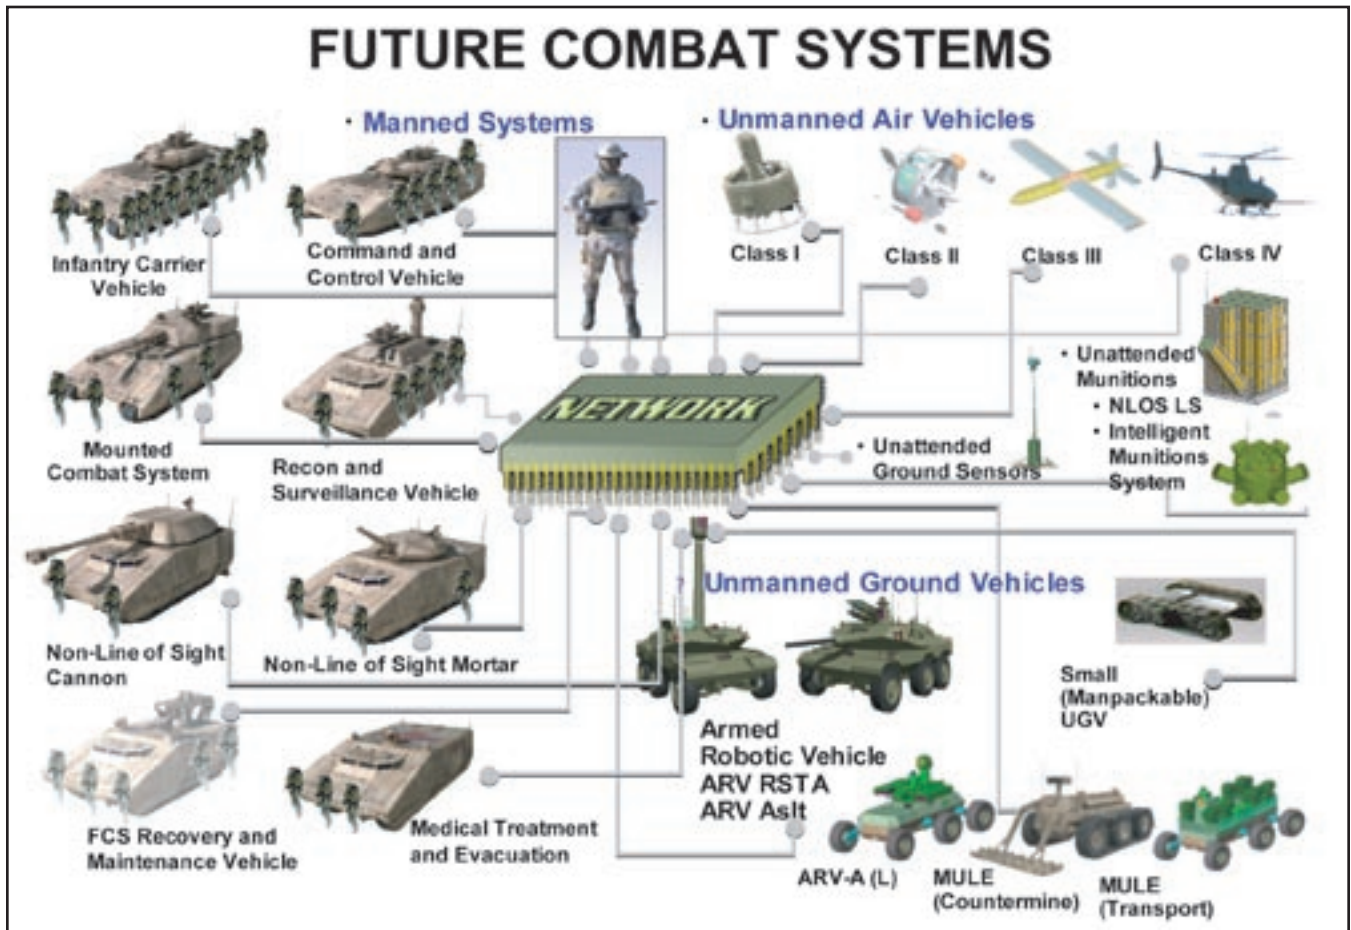 FUTURE COMBAT SYSTEMS
• Manned Systems
• Unmanned Air Vehicles
Infantry Carrier
Vehicle
Command and
Control Vehicle
Class I
Class II
Class III
Class IV
Mounted
Combat System
Recon and
Surveillance Vehicle
NETWORK
• Unattended
Ground Sensors
• Unattended
Munitions
• NLOS LS
• Intelligent
Munitions
System
Non-Line of Sight
Cannon
Non-Line of Sight Mortar
? Unmanned Ground Vehicles
Small
(Manpackable)
UGV
Armed
Robotic Vehicle
ARV RSTA
ARV Aslt
FCS Recovery and
Maintenance Vehicle
Medical Treatment
and Evacuation
ARV-A (L)
MULE
(Countermine)
MULE
(Transport)